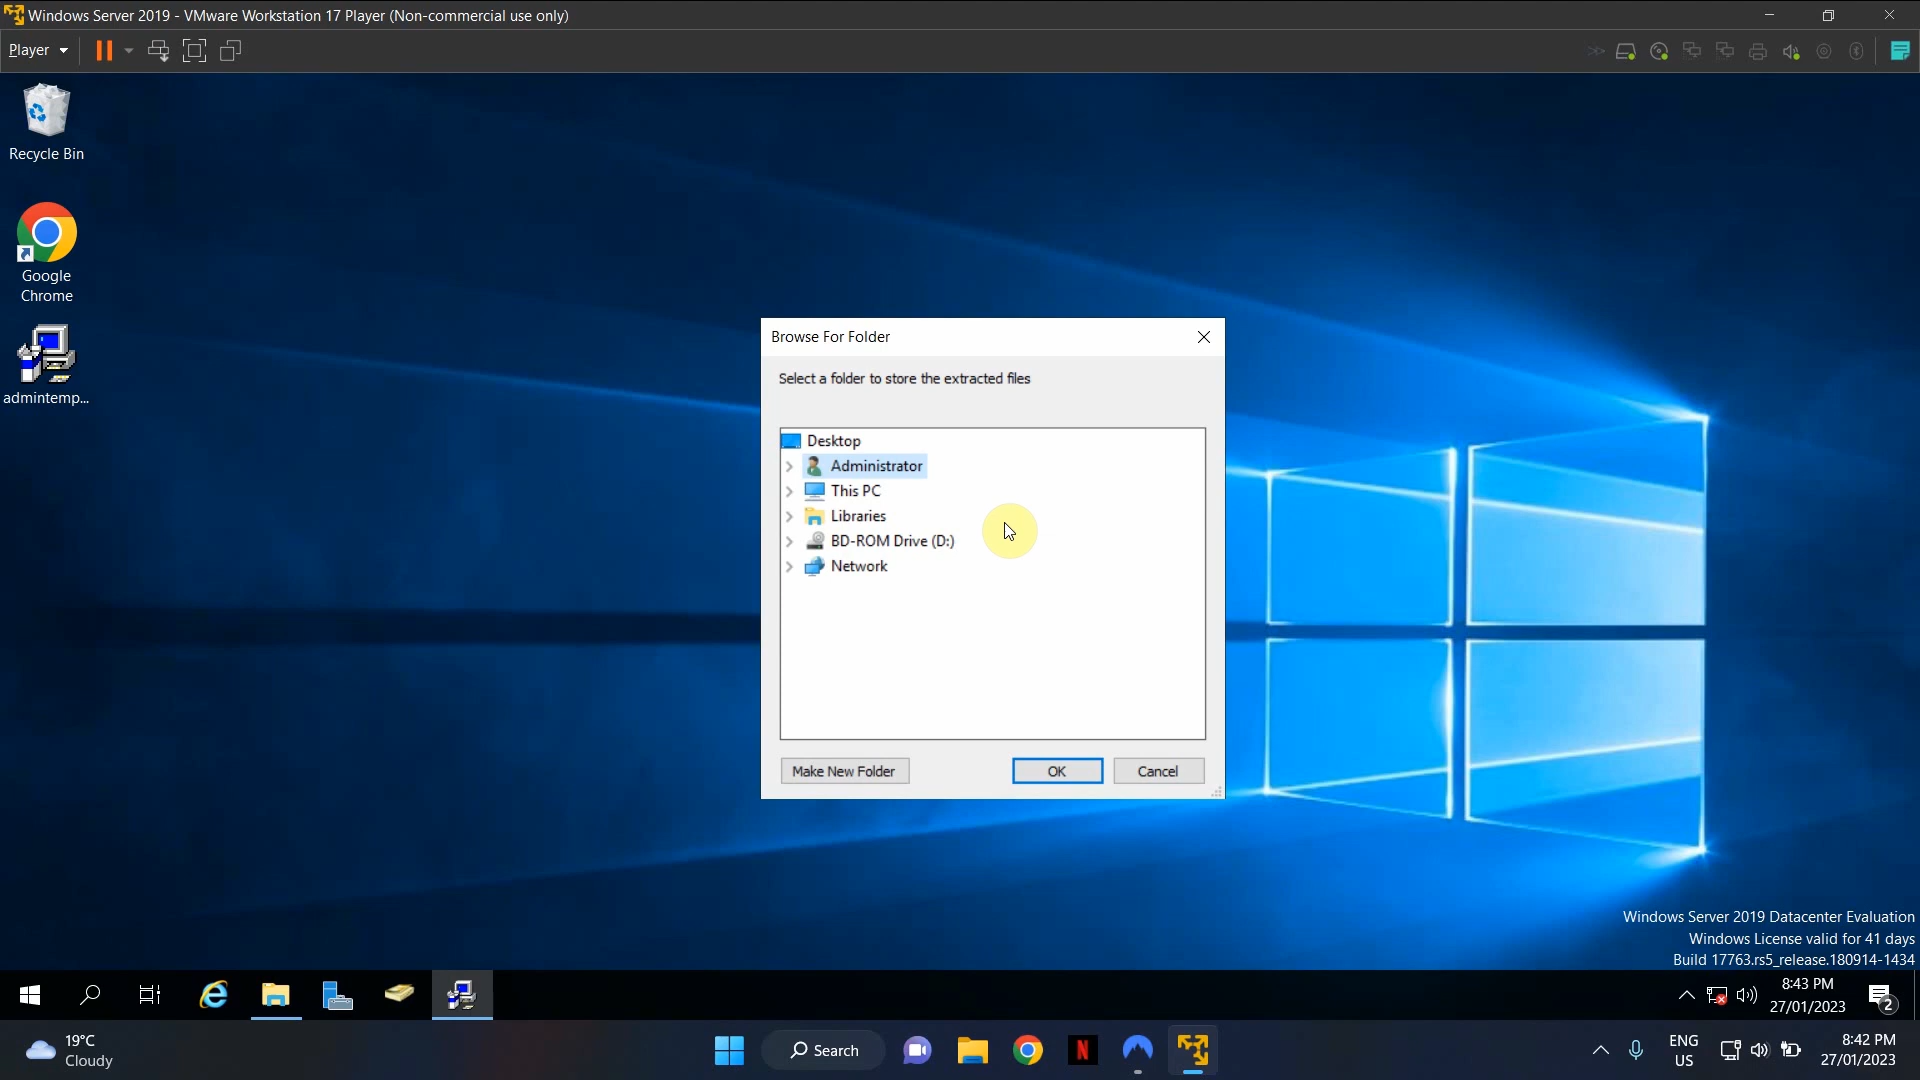 Windows Server 2019 - VMware Workstation 17 Player (Non-commercial use only)
Player
Recycle Bin
Google
Chrome
admintemp...
Browse For Folder
Select a folder to store the extracted files
Desktop
Administrator
This PC
Libraries
BD-ROM Drive (D:)
Network
Make New Folder
OK
Cancel
Windows Server 2019 Datacenter Evaluation
Windows License valid for 41 days
Build 17763.rs5_release.180914-1434
8:43 PM
27/01/2023
2
19°C
Cloudy
Search
N
ENG
US
8:42 PM
27/01/2023